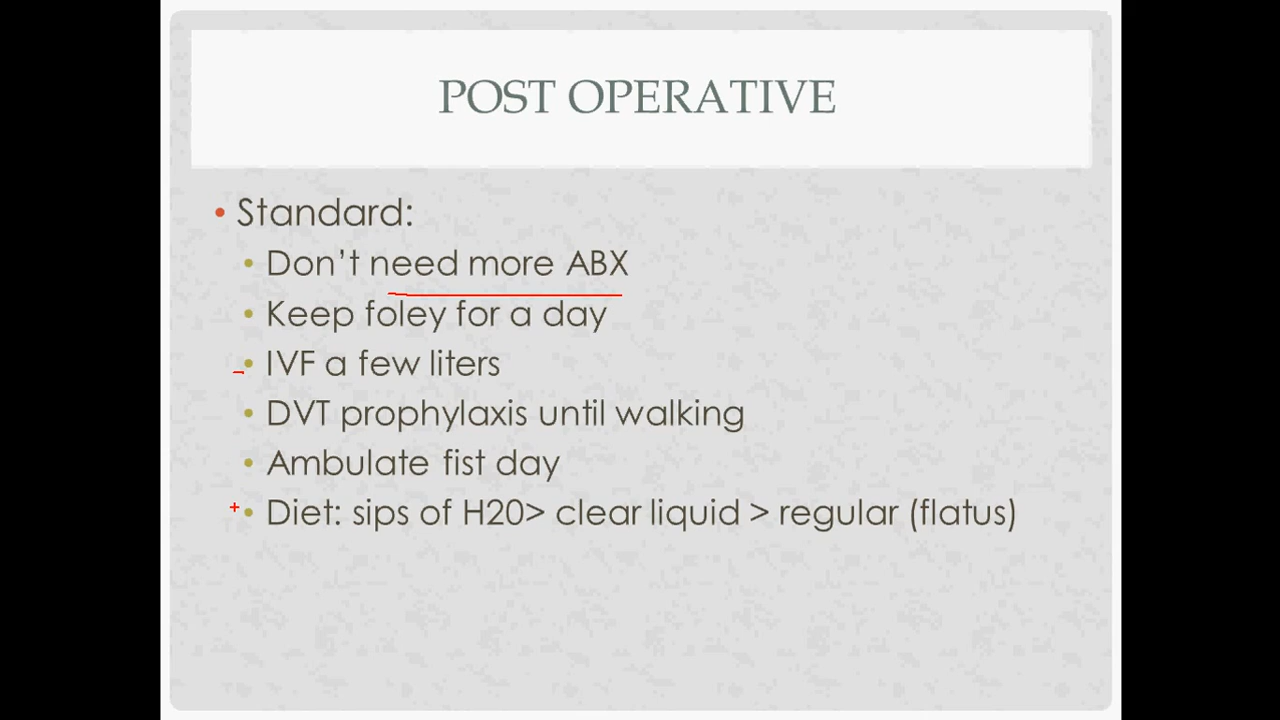 POST OPERATIVE
• Standard:
• Don’t need more ABX
• Keep foley for a day
• IVF a few liters
• DVT prophylaxis until walking
• Ambulate fist day
• Diet: sips of H20> clear liquid > regular (flatus)